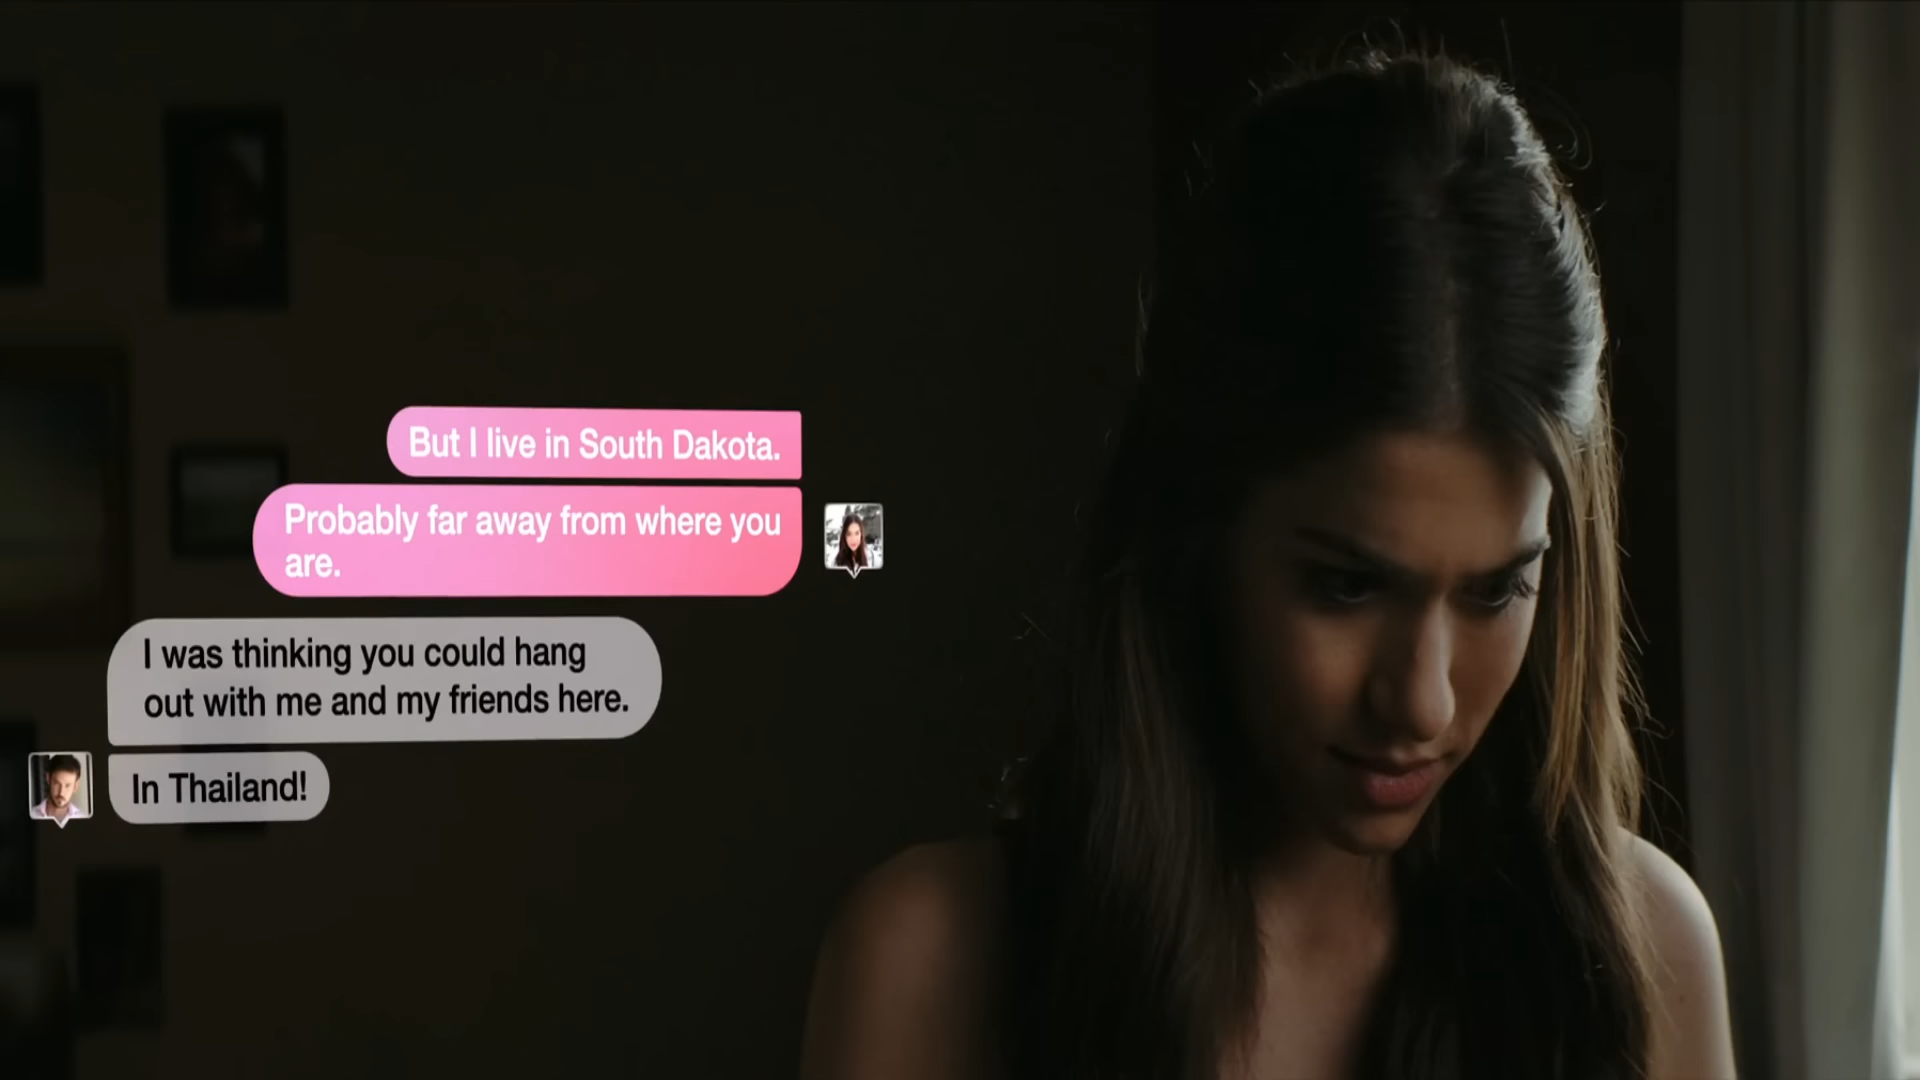 But I live in South Dakota.
Probably far away from where you
are.
I was thinking you could hang
out with me and my friends here.
In Thailand!